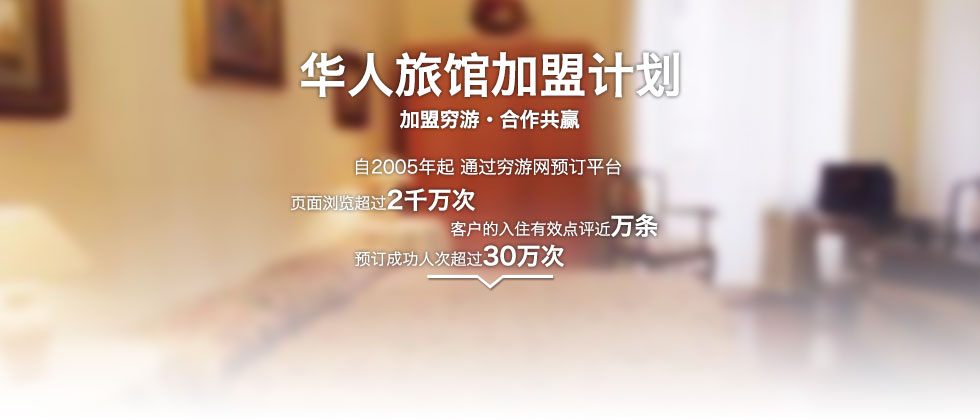 华人旅馆加盟计划
加盟穷游·合作共赢
自2005年起 通过穷游网预订平台
页面浏览超过2千万次
客户的入住有效点评近万条
预订成功人次超过30万次